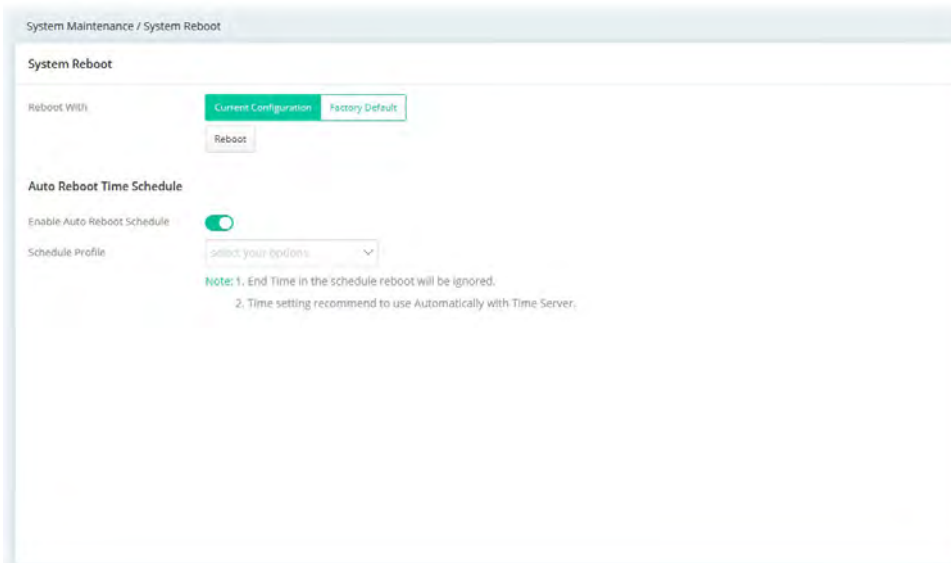 System Maintenance / System Reboot
System Reboot
Reboot With
Current Configuration
Factory Default
Reboot
Auto Reboot Time Schedule
Enable Auto Reboot Schedule
Schedule Profile
select your options
Note: 1. End Time in the schedule reboot will be ignored.
2. Time setting recommend to use Automatically with Time Server.